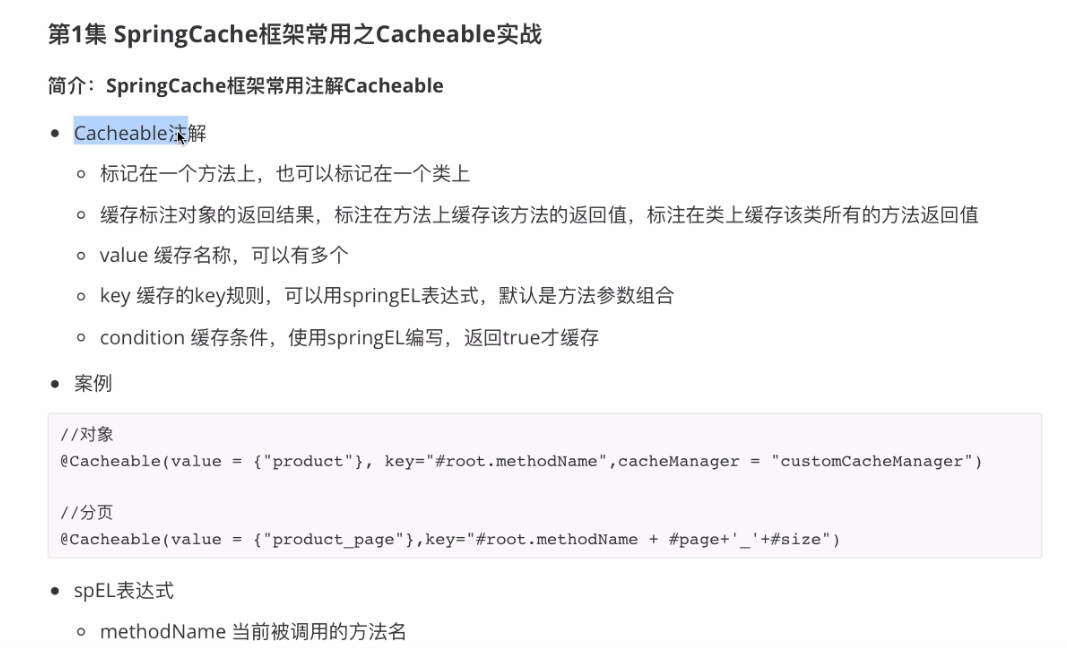 第1集 SpringCache框架常用之Cacheable实战
简介：SpringCache框架常用注解Cacheable
Cacheable注解
标记在一个方法上，也可以标记在一个类上
缓存标注对象的返回结果，标注在方法上缓存该方法的返回值，标注在类上缓存该类所有的方法返回值
value 缓存名称，可以有多个
key 缓存的key规则，可以用springEL表达式，默认是方法参数组合
condition 缓存条件，使用springEL编写，返回true才缓存
案例
//对象
@Cacheable(value = {"product"}, key="#root.methodName",cacheManager = "customCacheManager")
//分页
@Cacheable(value = {"product_page"},key="#root.methodName + #page+'_'+#size")
spEL表达式
methodName 当前被调用的方法名